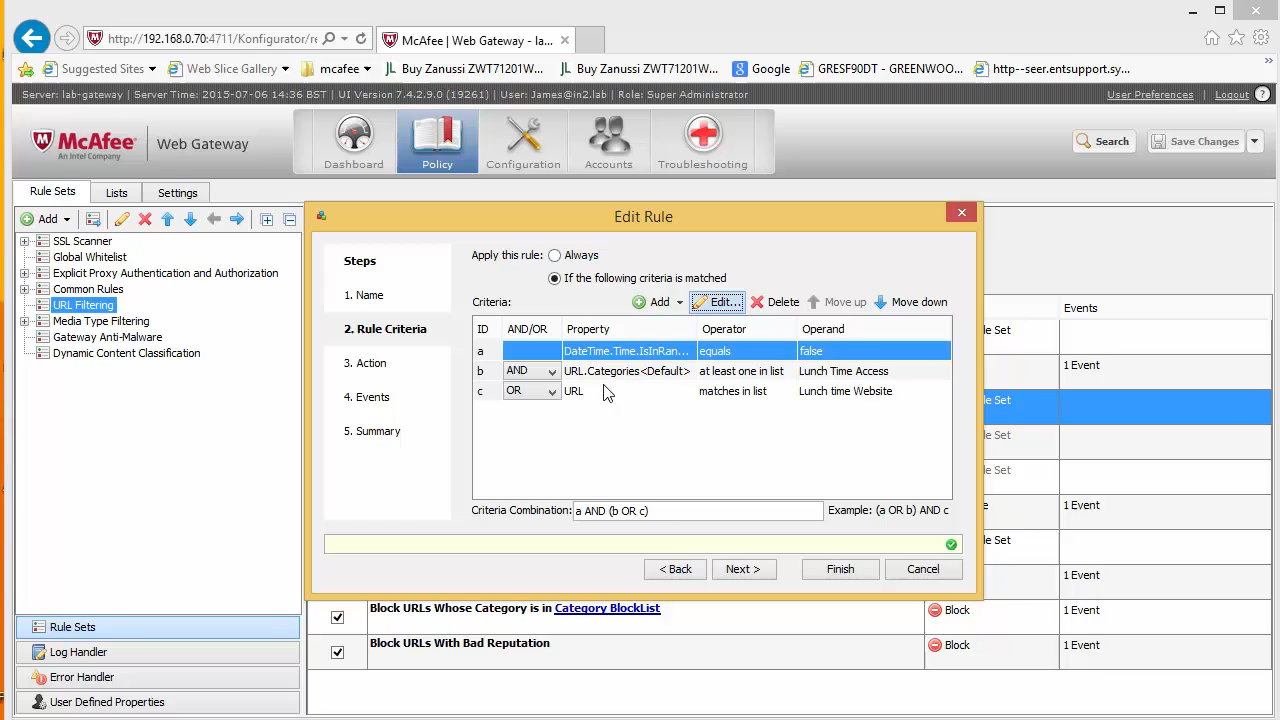 http://192.168.0.70:4711/Konfigurator/re
McAfee | Web Gateway - la...
Suggested Sites
Web Slice Gallery
mcafee
Buy Zanussi ZWT71201W...
Buy Zanussi ZWT71201W...
Google
GRESF90DT - GREENWOO...
http--seer.entsupport.sy...
Server: lab-gateway | Server Time: 2015-07-06 14:36 BST | UI Version 7.4.2.9.0 (19261) | User: James@in2.lab | Role: Super Administrator
User Preferences
Logout
McAfee
An Intel Company
Web Gateway
Dashboard
Policy
Configuration
Accounts
Troubleshooting
Search
Save Changes
Rule Sets
Lists
Settings
Add
SSL Scanner
Global Whitelist
Explicit Proxy Authentication and Authorization
Common Rules
URL Filtering
Media Type Filtering
Gateway Anti-Malware
Dynamic Content Classification
Rule Sets
Log Handler
Error Handler
User Defined Properties
Edit Rule
Steps
1. Name
2. Rule Criteria
3. Action
4. Events
5. Summary
Apply this rule: Always
If the following criteria is matched
Criteria: Add Edit... Delete Move up Move down
ID AND/OR Property Operator Operand
a DateTime.Time.IsInRan... equals false
b AND URL.Categories<Default> at least one in list Lunch Time Access
c OR URL matches in list Lunch time Website
Criteria Combination: a AND (b OR c) Example: (a OR b) AND c
< Back Next > Finish Cancel
Events
le Set
1 Event
le Set
le Set
le Set
e 1 Event
le Set
1 Event
Block URLs Whose Category is in Category BlockList Block 1 Event
Block URLs With Bad Reputation Block 1 Event